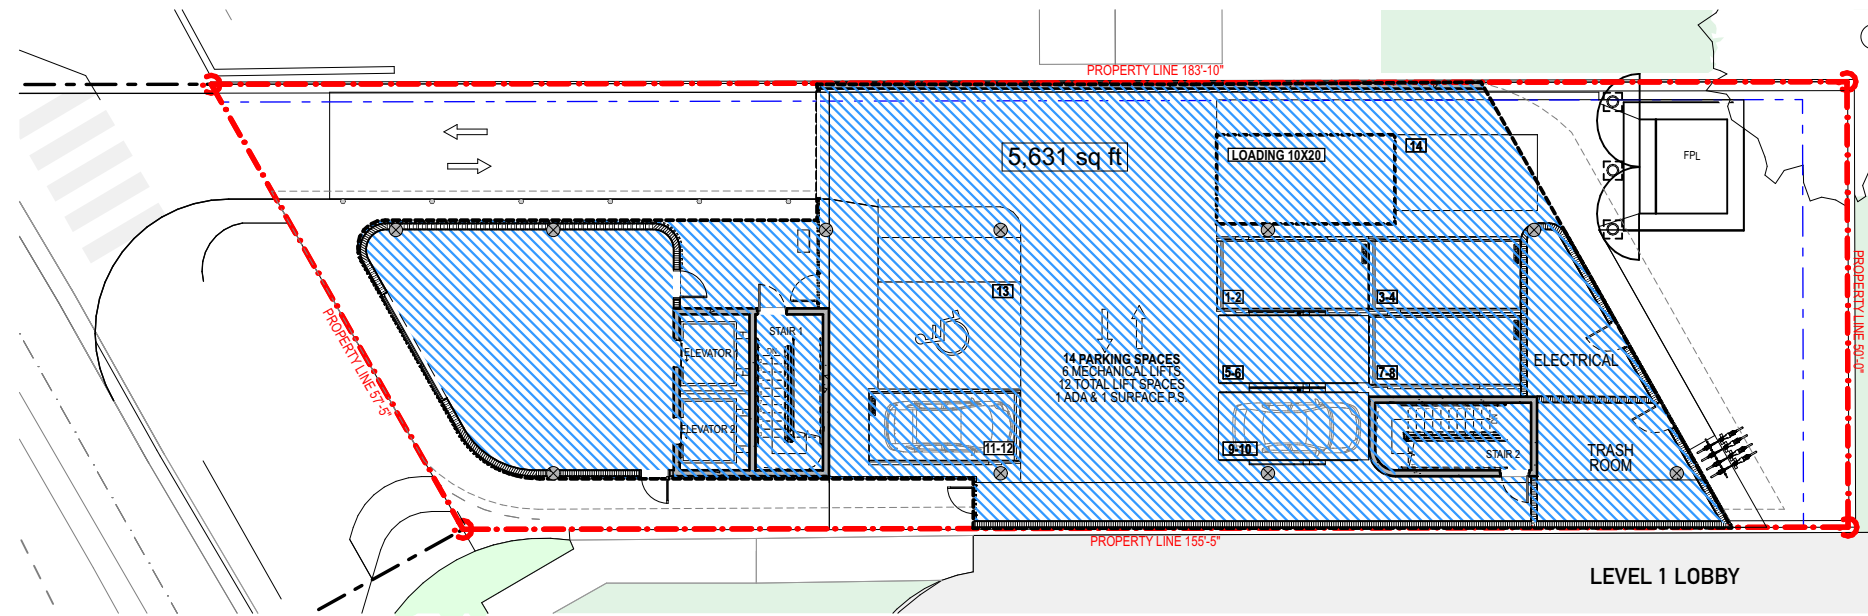 PROPERTY LINE 183'-10"
5,631 sq ft
LOADING 10X20
14
FPL
PROPERTY LINE 57'-5"
PROPERTY LINE 50'-0"
13
1-2
3-4
STAIR 1
ELEVATOR
14 PARKING SPACES
6 MECHANICAL LIFTS
12 TOTAL LIFT SPACES
1 ADA & 1 SURFACE P.S.
5-6
7-8
ELECTRICAL
ELEVATOR 2
11-12
9-10
STAIR 2
TRASH
ROOM
PROPERTY LINE 155'-5"
LEVEL 1 LOBBY